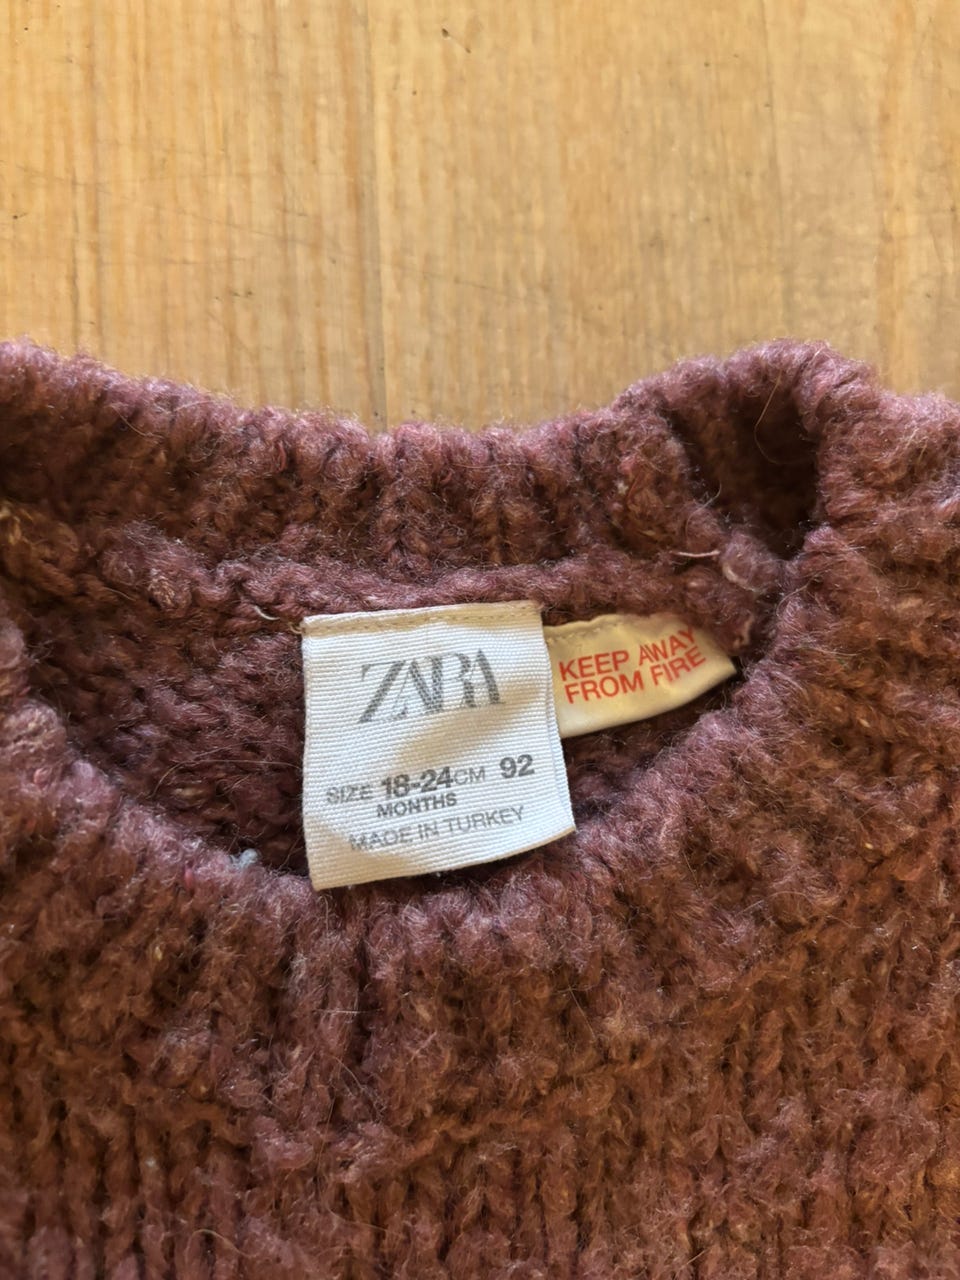 ZARA
SIZE 18-24 CM 92
MONTHS
MADE IN TURKEY
KEEP AWAY
FROM FIRE